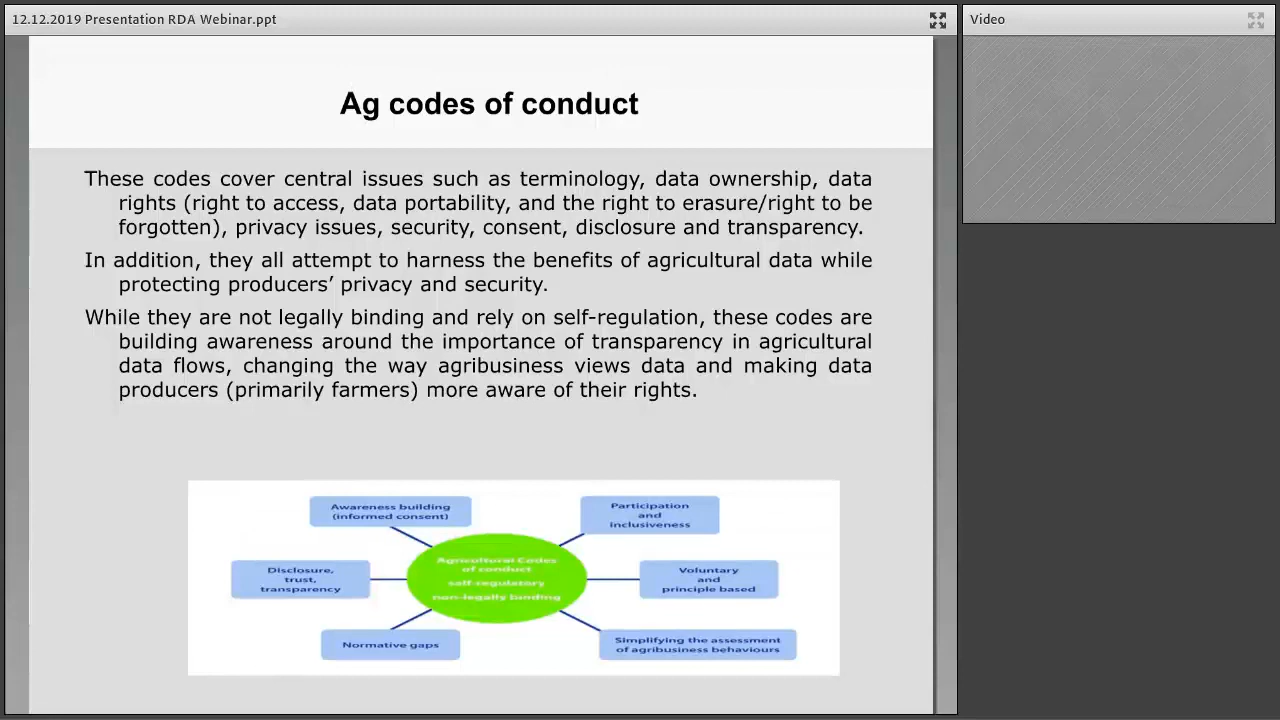 12.12.2019 Presentation RDA Webinar.ppt
Video
Ag codes of conduct
These codes cover central issues such as terminology, data ownership, data
rights (right to access, data portability, and the right to erasure/right to be
forgotten), privacy issues, security, consent, disclosure and transparency.
In addition, they all attempt to harness the benefits of agricultural data while
protecting producers’ privacy and security.
While they are not legally binding and rely on self-regulation, these codes are
building awareness around the importance of transparency in agricultural
data flows, changing the way agribusiness views data and making data
producers (primarily farmers) more aware of their rights.
Awareness building
(informed consent)
Participation
and
inclusiveness
Agricultural Codes
of conduct
self-regulatory
non-legally binding
Disclosure,
trust,
transparency
Voluntary
and
principle based
Normative gaps
Simplifying the assessment
of agribusiness behaviours